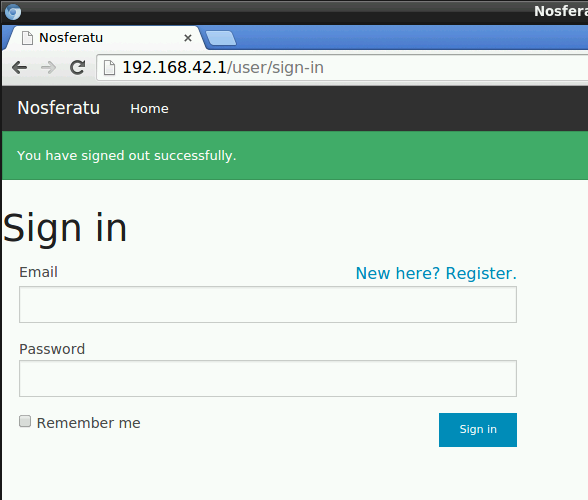 Nosfera
Nosferatu
192.168.42.1/user/sign-in
Nosferatu Home
You have signed out successfully.
Sign in
Email New here? Register.
Password
Remember me Sign in